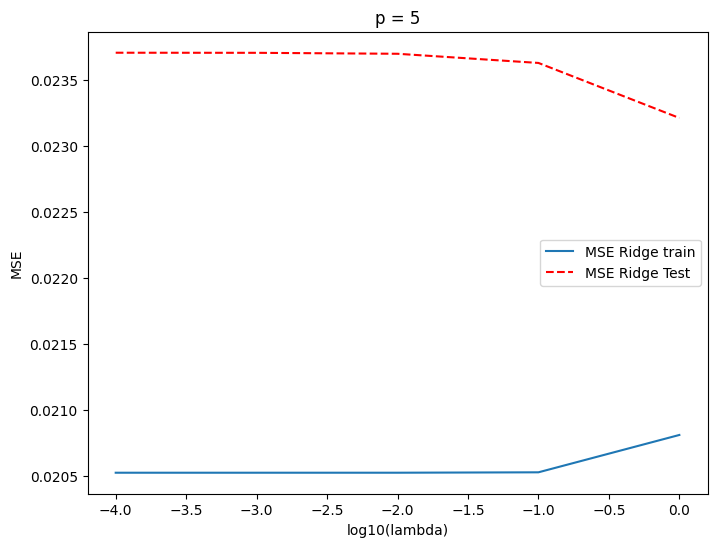 p = 5
0.0235
0.0230
0.0225
0.0220
0.0215
0.0210
0.0205
MSE
MSE Ridge train
MSE Ridge Test
−4.0 −3.5 −3.0 −2.5 −2.0 −1.5 −1.0 −0.5 0.0
log10(lambda)